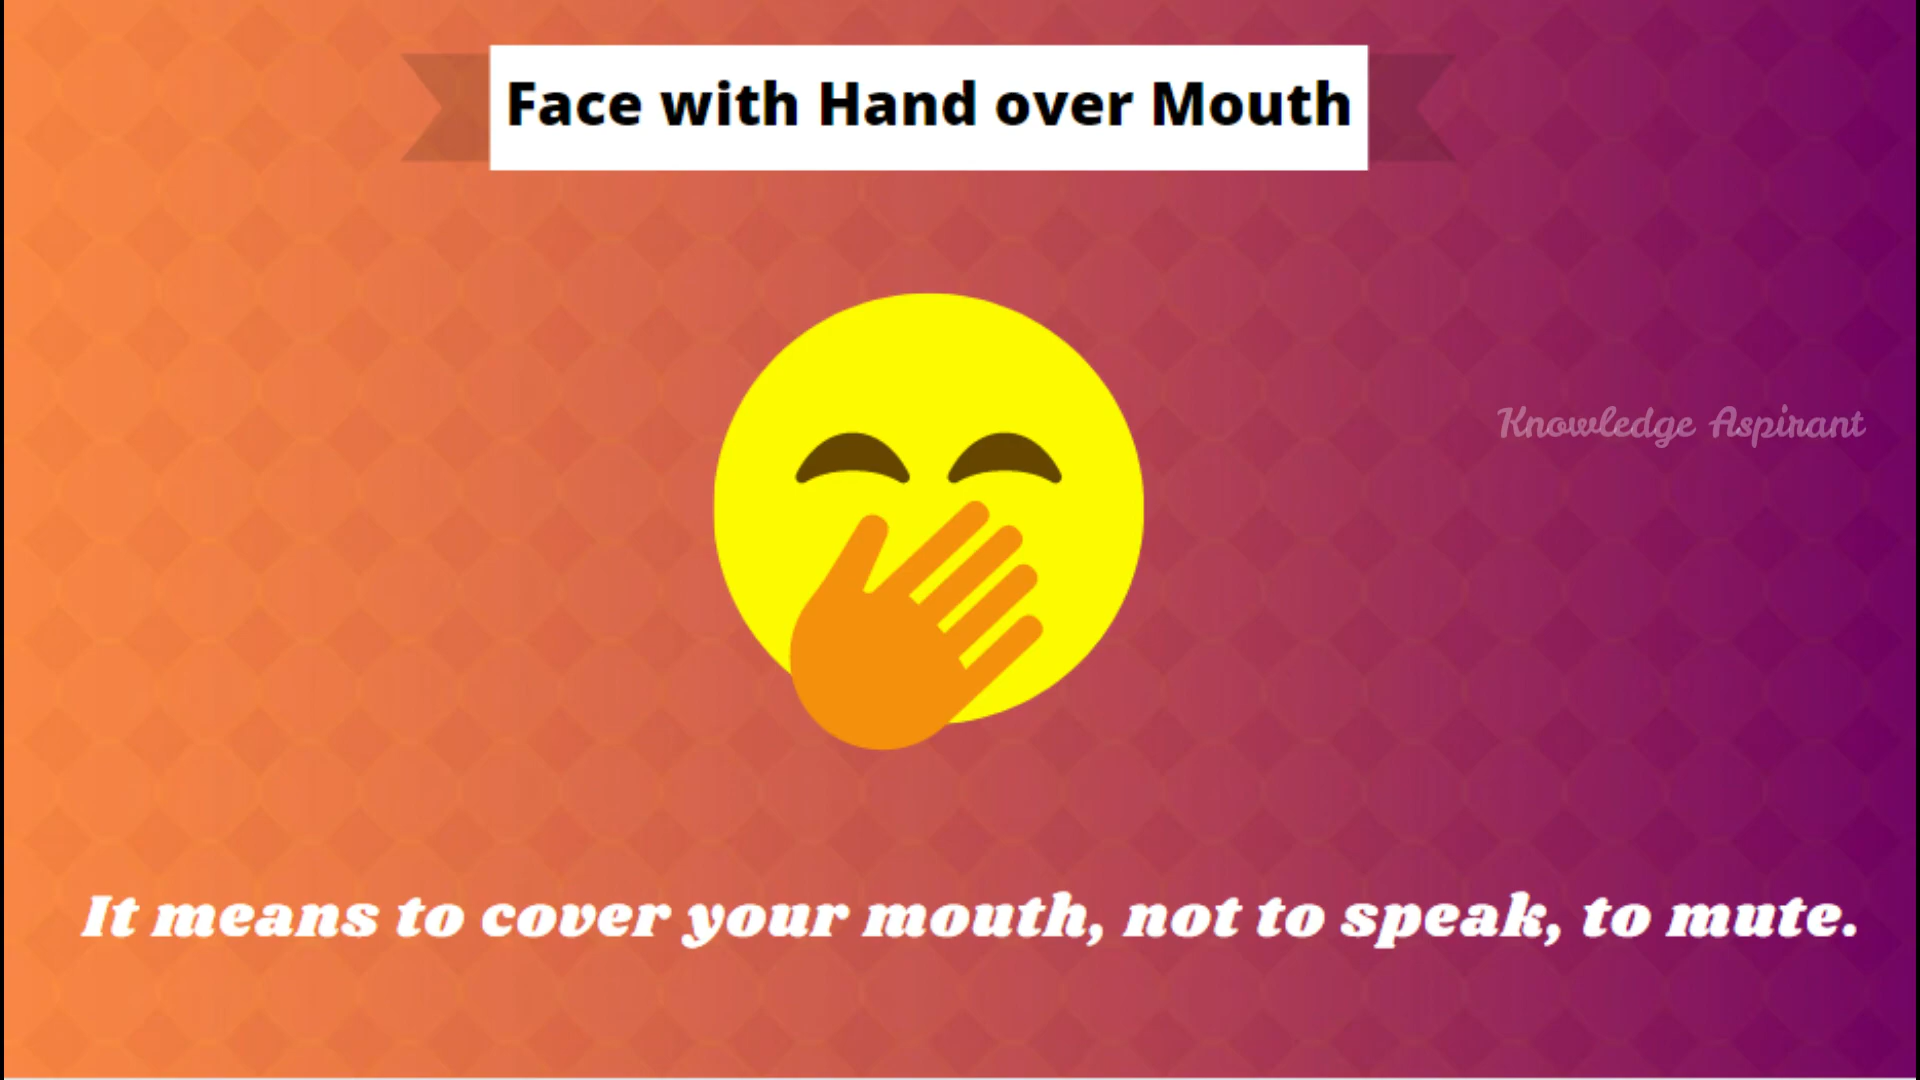 Face with Hand over Mouth
Knowledge Aspirant
It means to cover your mouth, not to speak, to mute.